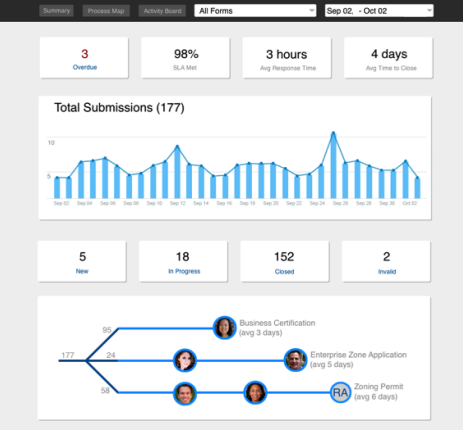 Summary Process Map Activity Board All Forms Sep 02, - Oct 02
3 98% 3 hours 4 days
Overdue SLA Met Avg Response Time Avg Time to Close
Total Submissions (177)
10
5
Sep 02 Sep 04 Sep 06 Sep 08 Sep 10 Sep 12 Sep 14 Sep 16 Sep 18 Sep 20 Sep 22 Sep 24 Sep 26 Sep 28 Sep 30 Oct 02
5 18 152 2
New In Progress Closed Invalid
95 Business Certification
(avg 3 days)
177 24 Enterprise Zone Application
(avg 5 days)
58 RA Zoning Permit
(avg 6 days)